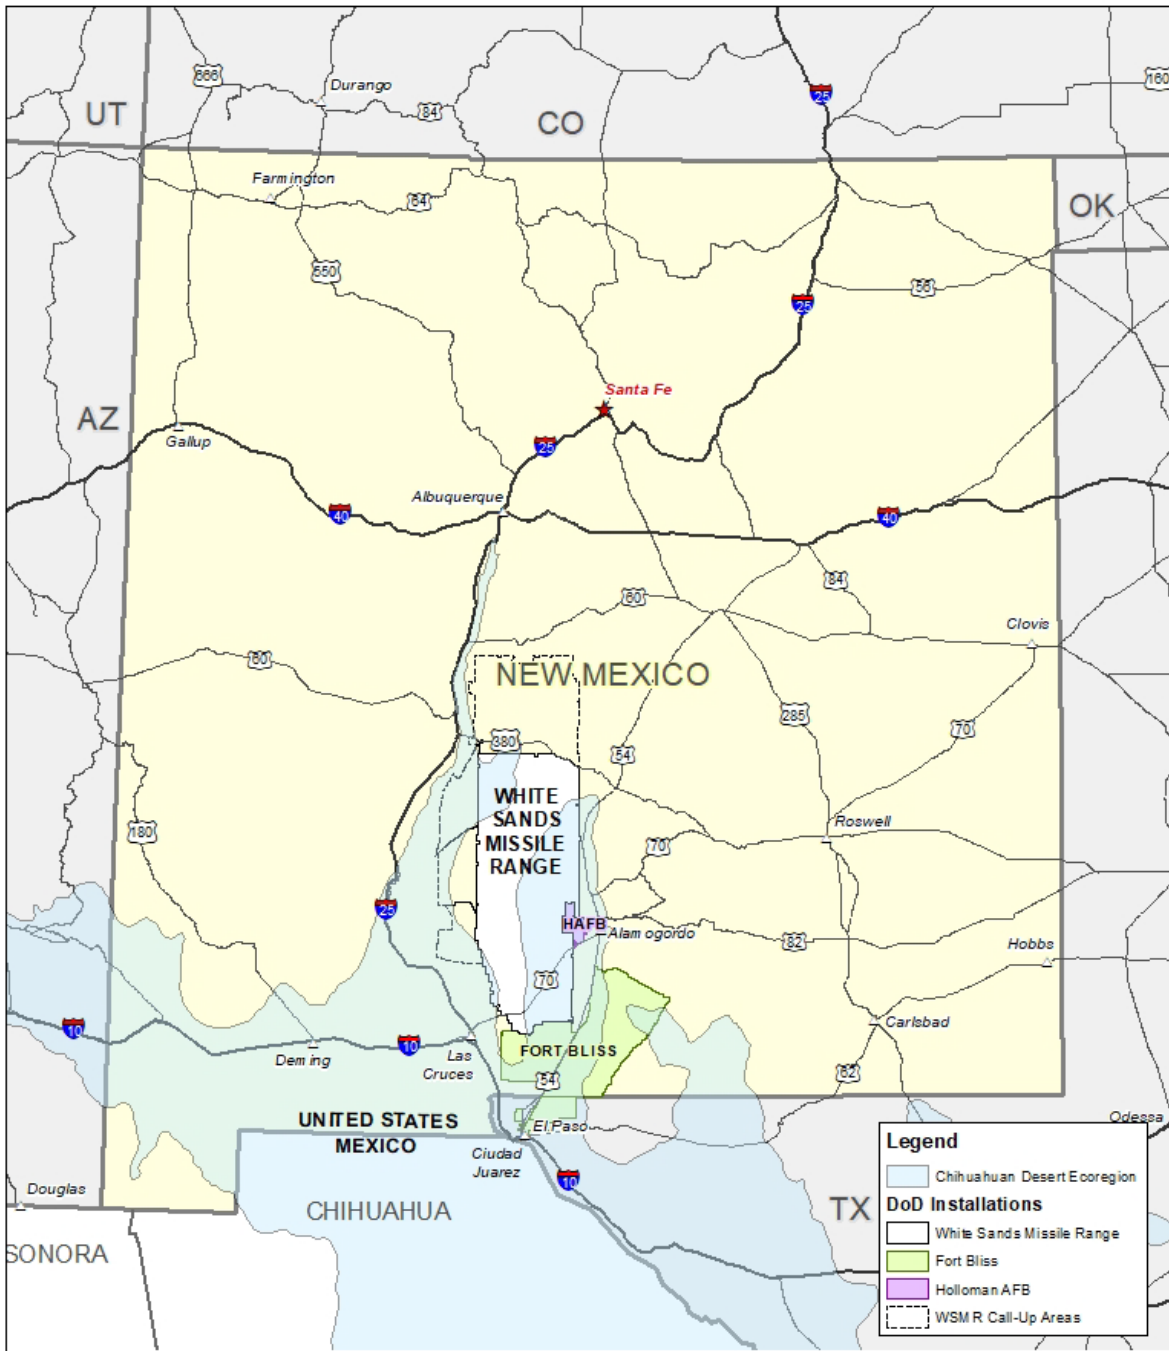 666
Durango
25
160
84
UT
CO
Farmington
64
OK
550
56
25
Santa Fe
AZ
Gallup
25
Albuquerque
40
40
84
60
Clovis
60
NEW MEXICO
285
70
380
54
WHITE
SANDS
MISSILE
RANGE
180
Roswell
70
25
HAFB
Alamogordo
82
Hobbs
70
10
Deming
10
Las
Cruces
FORT BLISS
Carlsbad
54
62
UNITED STATES
MEXICO
El Paso
Odessa
Ciudad
Juarez
10
Douglas
CHIHUAHUA
TX
SONORA
Legend
Chihuahuan Desert Ecoregion
DoD Installations
White Sands Missile Range
Fort Bliss
Holloman AFB
WSMR Call-Up Areas